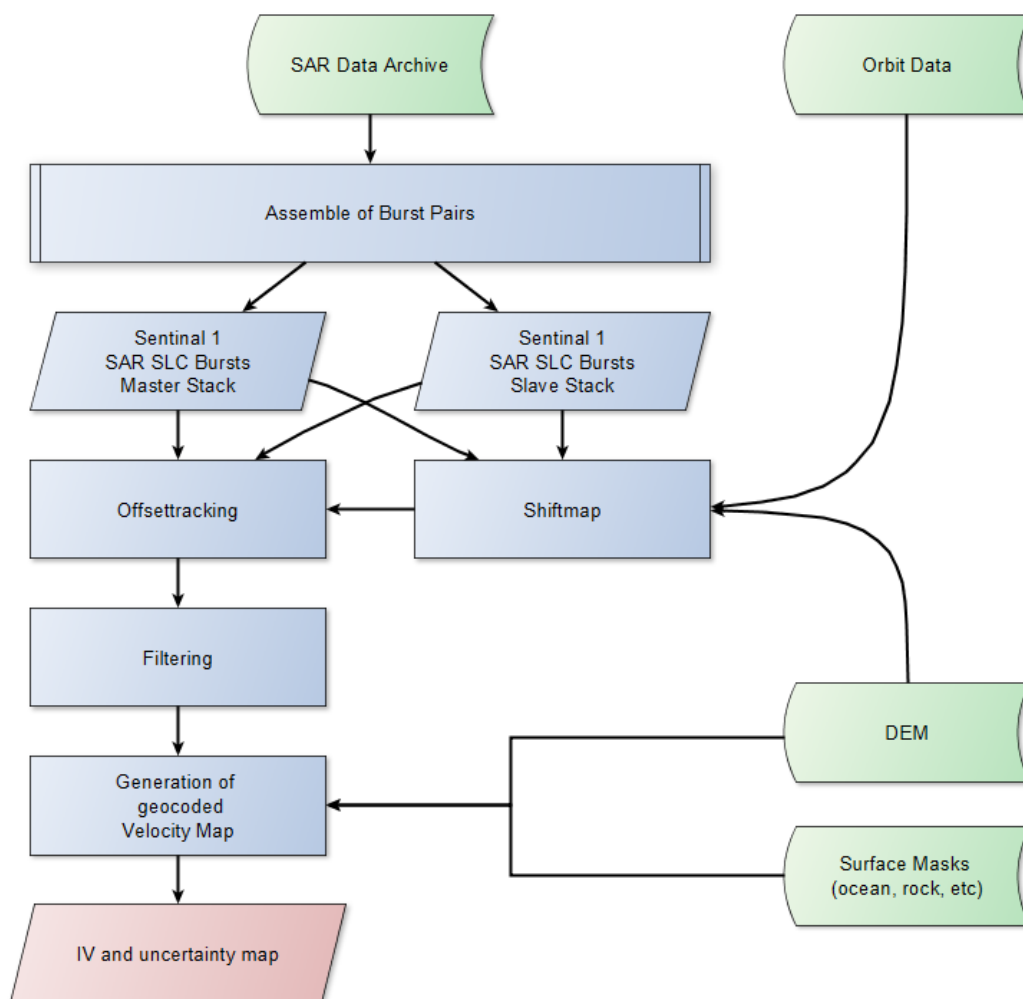 SAR Data Archive
Orbit Data
Assemble of Burst Pairs
Sentinal 1
SAR SLC Bursts
Master Stack
Sentinal 1
SAR SLC Bursts
Slave Stack
Offsettracking
Shiftmap
Filtering
DEM
Generation of
geocoded
Velocity Map
Surface Masks
(ocean, rock, etc)
IV and uncertainty map